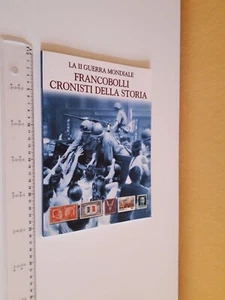 LA II GUERRA MONDIALE
FRANCOBOLLI
CRONISTI DELLA STORIA